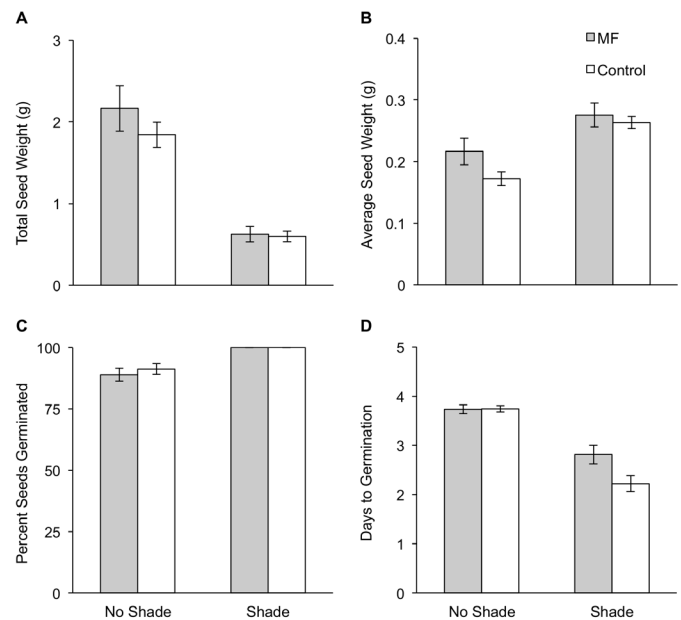 A
Total Seed Weight (g)
3
2
1
0
B
Average Seed Weight (g)
0.4
0.3
0.2
0.1
0
MF
Control
C
Percent Seeds Germinated
100
75
50
25
0
No Shade
Shade
D
Days to Germination
5
4
3
2
1
0
No Shade
Shade